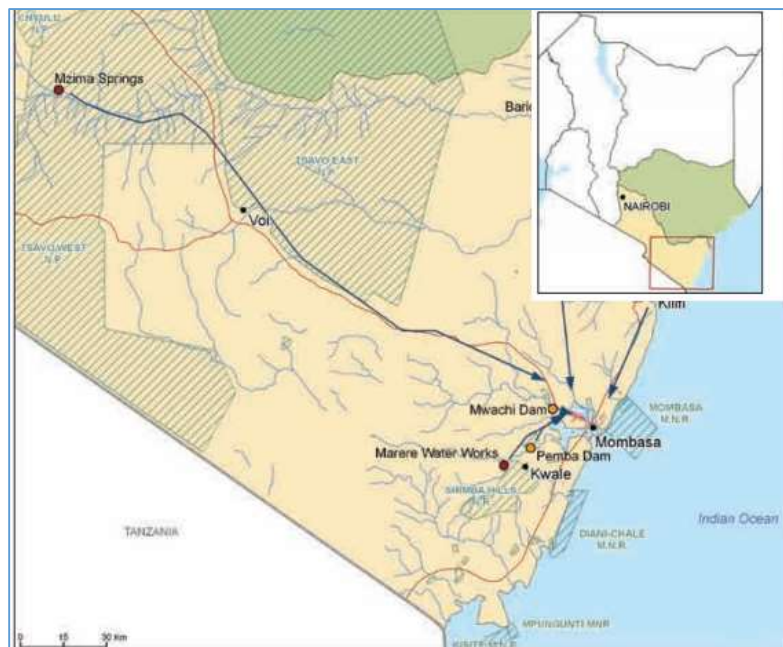 N.P.
Mzima Springs
Voi
TSAVO EAST
N.P.
TSAVO WEST
N.P.
NAIROBI
Kilifi
Mwachi Dam
MOMBASA
M.N.R.
Mombasa
Marere Water Works
Pemba Dam
Kwale
SHIMBA HILLS
N.R.
TANZANIA
Indian Ocean
DIANI-CHALE
M.N.R.
MPUNGUNTI MNR
0 15 30 Km